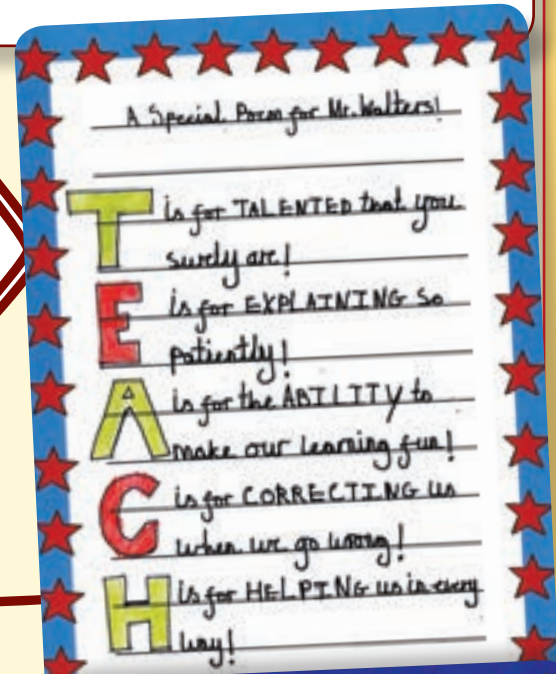 A Special Poem for Mr. Walters!
T is for TALENTED that you
surely are!
E is for EXPLAINING so
patiently!
A is for the ABILITY to
make our learning fun!
C is for CORRECTING us
when we go wrong!
H is for HELPING us in every
way!